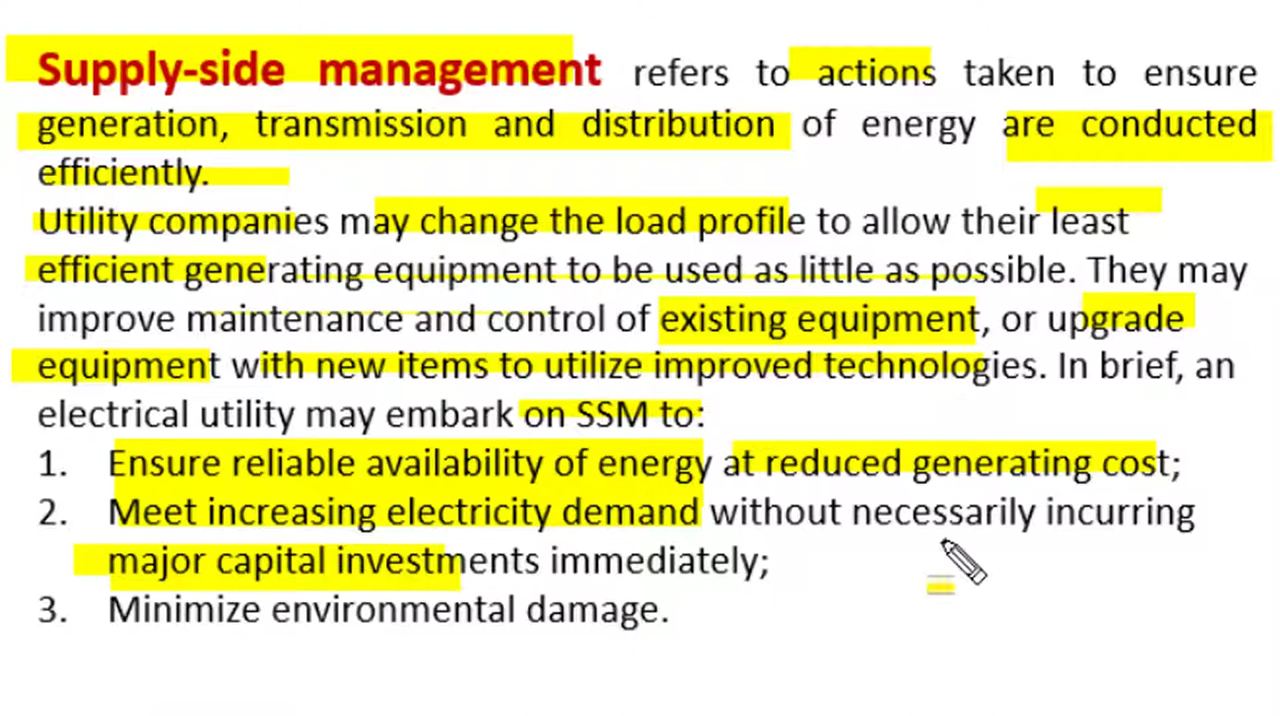 Supply-side management refers to actions taken to ensure
generation, transmission and distribution of energy are conducted
efficiently.
Utility companies may change the load profile to allow their least
efficient generating equipment to be used as little as possible. They may
improve maintenance and control of existing equipment, or upgrade
equipment with new items to utilize improved technologies. In brief, an
electrical utility may embark on SSM to:
1. Ensure reliable availability of energy at reduced generating cost;
2. Meet increasing electricity demand without necessarily incurring
major capital investments immediately;
3. Minimize environmental damage.